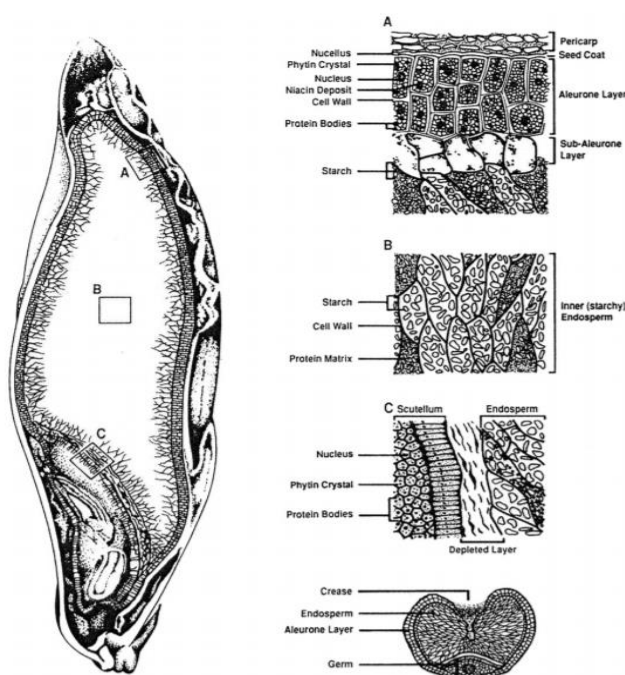 A
Nucellus
Phytin Crystal
Nucleus
Niacin Deposit
Cell Wall
Protein Bodies
Starch
Pericarp
Seed Coat
Aleurone Layer
Sub-Aleurone
Layer
A
B
C
B
Starch
Cell Wall
Protein Matrix
Inner (starchy)
Endosperm
C
Scutellum
Endosperm
Nucleus
Phytin Crystal
Protein Bodies
Depleted Layer
Crease
Endosperm
Aleurone Layer
Germ